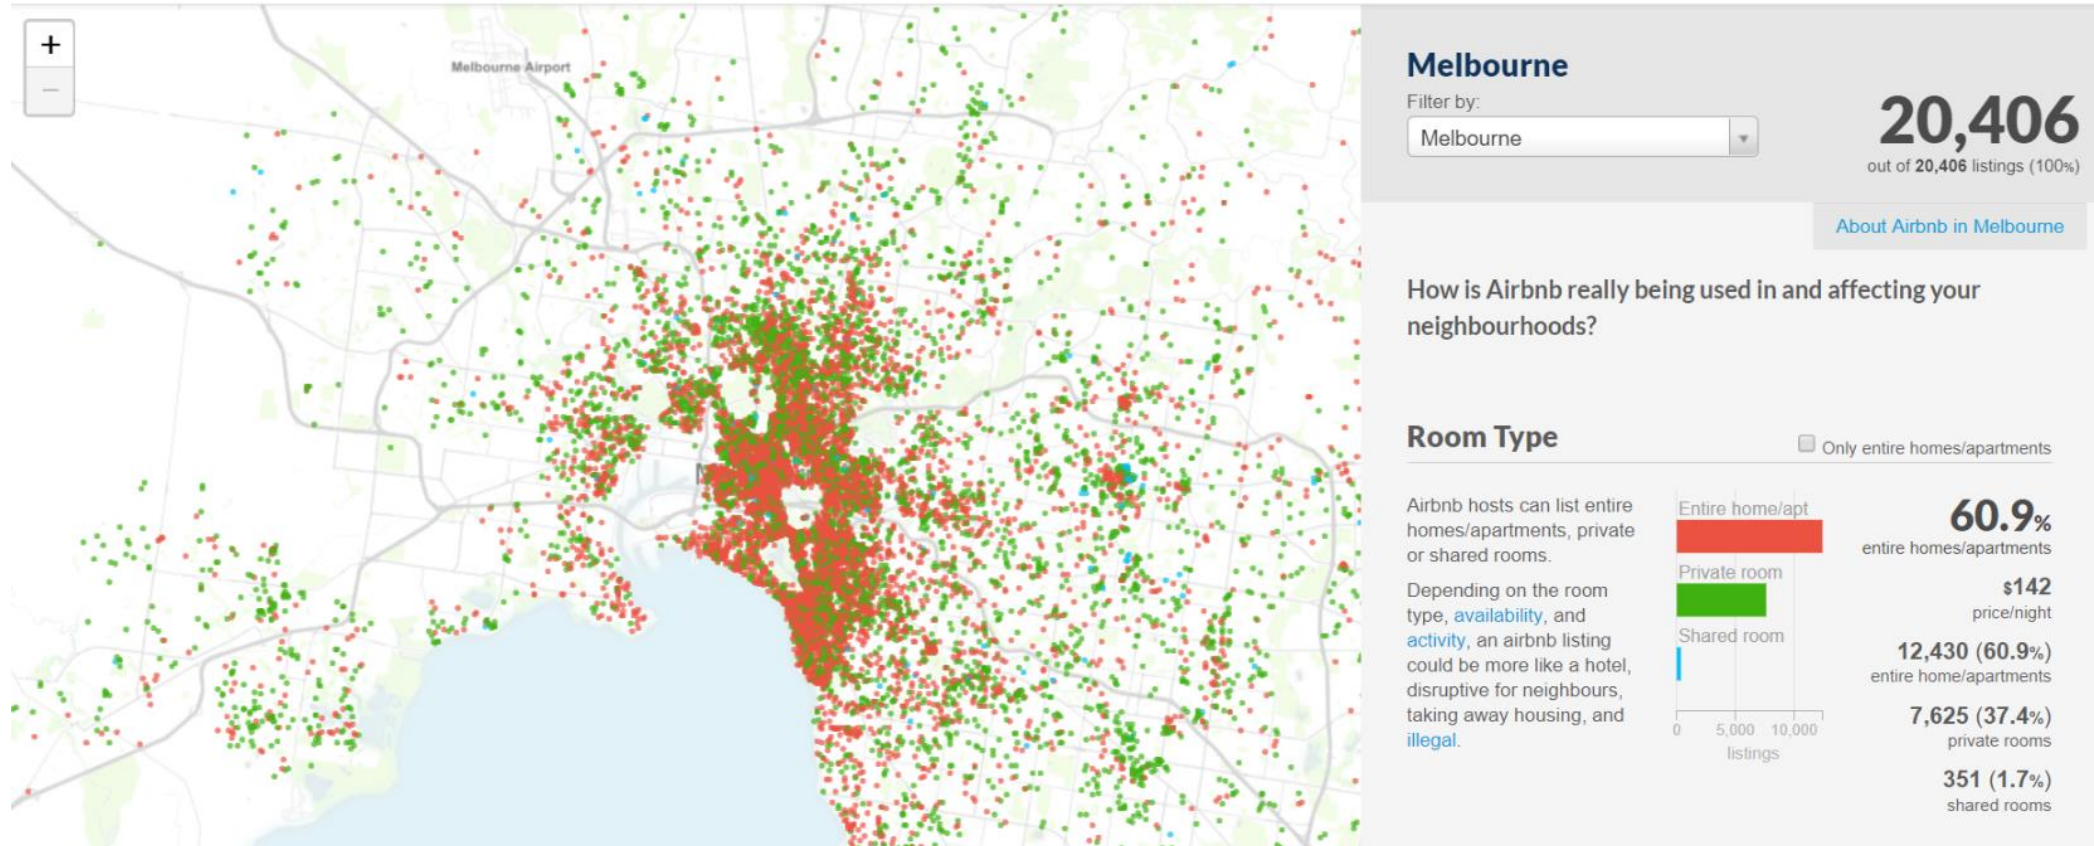 +
−
Melbourne Airport
Melbourne
Filter by:
Melbourne
20,406
out of 20,406 listings (100%)
About Airbnb in Melbourne
How is Airbnb really being used in and affecting your
neighbourhoods?
Room Type
Only entire homes/apartments
Airbnb hosts can list entire
homes/apartments, private
or shared rooms.
Depending on the room
type, availability, and
activity, an airbnb listing
could be more like a hotel,
disruptive for neighbours,
taking away housing, and
illegal.
Entire home/apt
Private room
Shared room
0 5,000 10,000
listings
60.9%
entire homes/apartments
$142
price/night
12,430 (60.9%)
entire home/apartments
7,625 (37.4%)
private rooms
351 (1.7%)
shared rooms